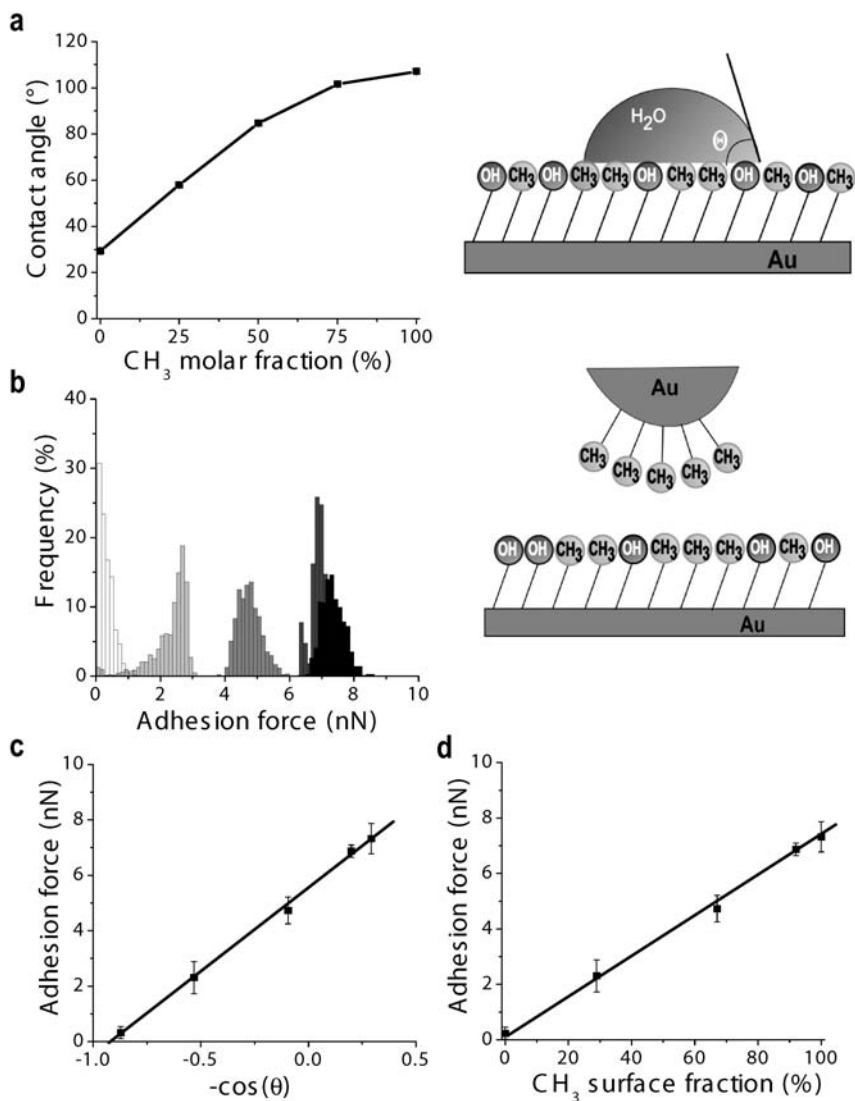 a
Contact angle (°)
120
100
80
60
40
20
0
0 25 50 75 100
CH3 molar fraction (%)
H2O
Θ
OH CH3 OH CH3 CH3 OH CH3 CH3 OH CH3 OH CH3
Au
b
Frequency (%)
40
30
20
10
0
0 2 4 6 8 10
Adhesion force (nN)
Au
CH3 CH3 CH3 CH3 CH3
OH OH CH3 CH3 OH CH3 CH3 CH3 OH CH3 OH
Au
c
Adhesion force (nN)
10
8
6
4
2
0
-1.0 -0.5 0.0 0.5
-cos(θ)
d
Adhesion force (nN)
10
8
6
4
2
0
0 20 40 60 80 100
CH3 surface fraction (%)